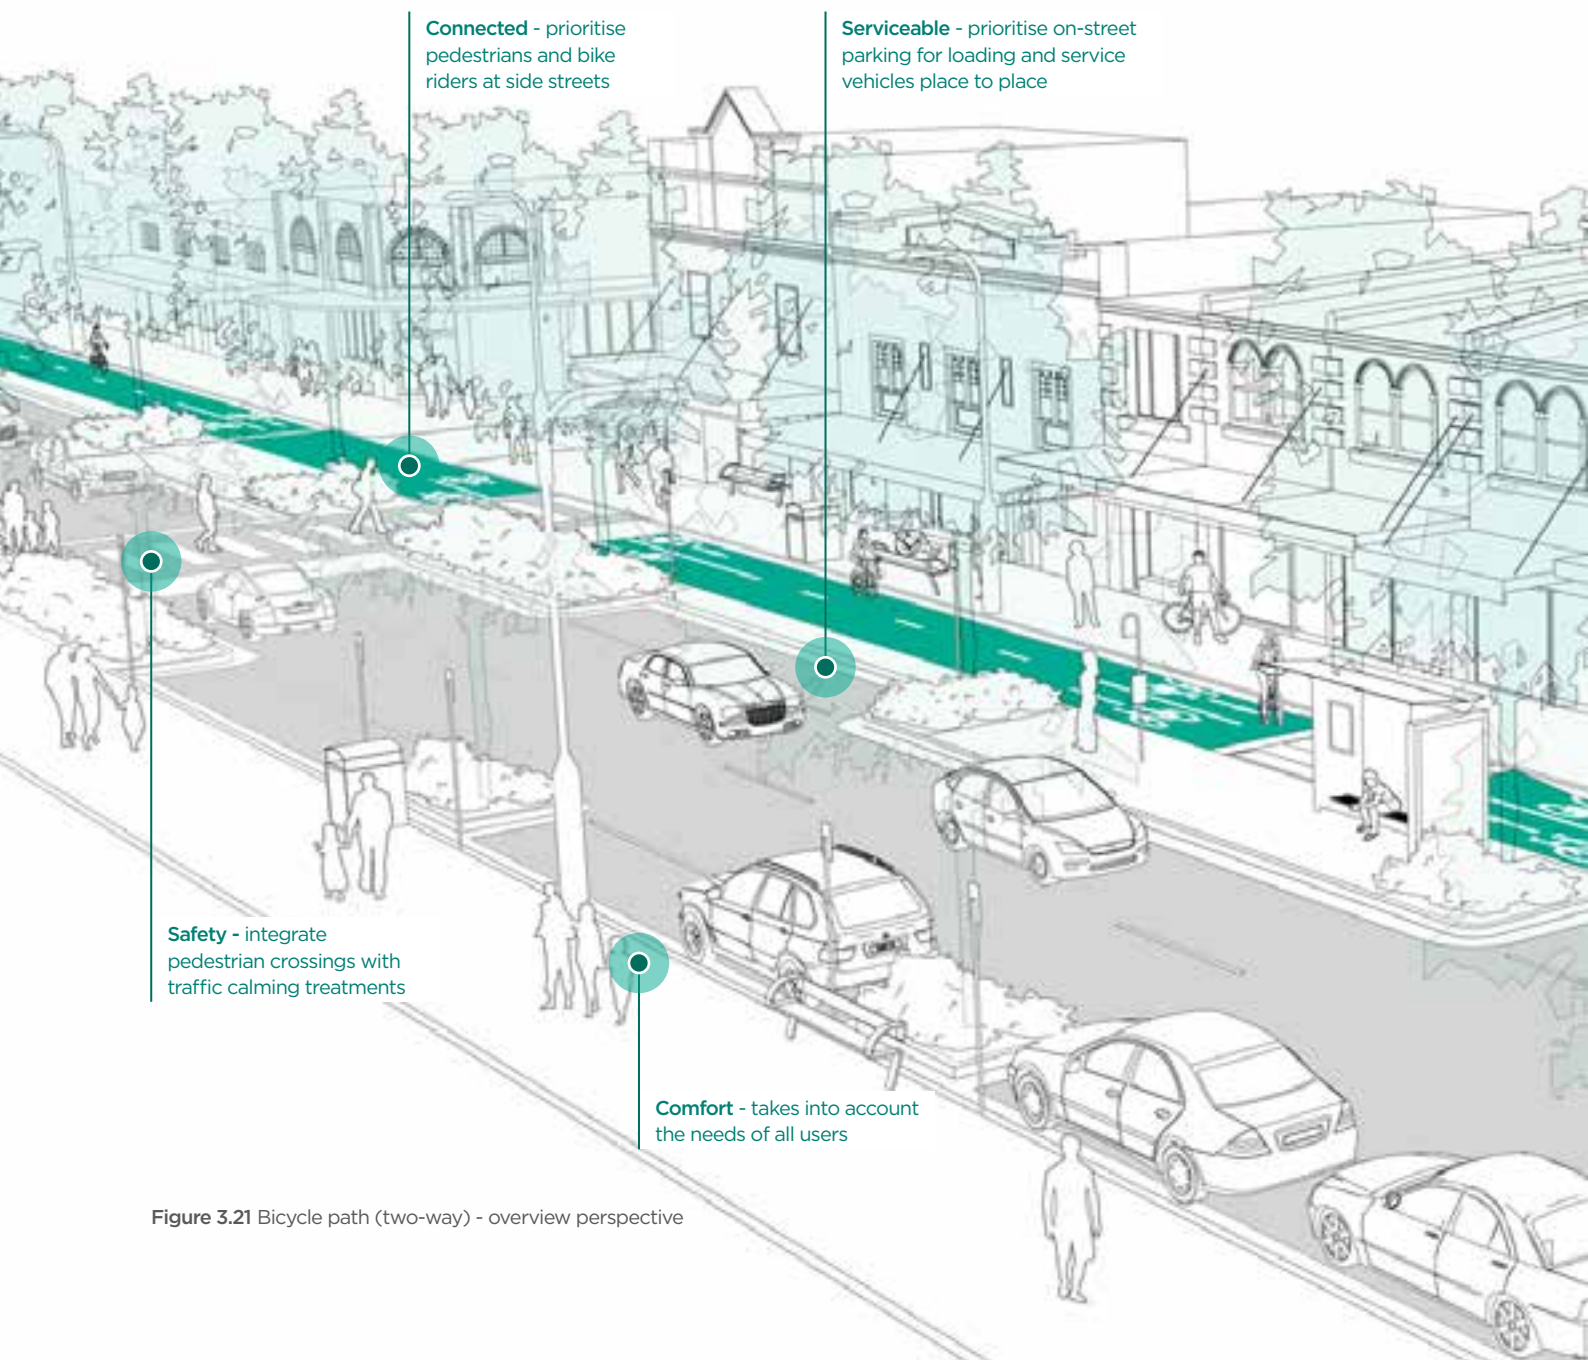 Connected - prioritise
pedestrians and bike
riders at side streets
Serviceable - prioritise on-street
parking for loading and service
vehicles place to place
Safety - integrate
pedestrian crossings with
traffic calming treatments
Comfort - takes into account
the needs of all users
Figure 3.21 Bicycle path (two-way) - overview perspective